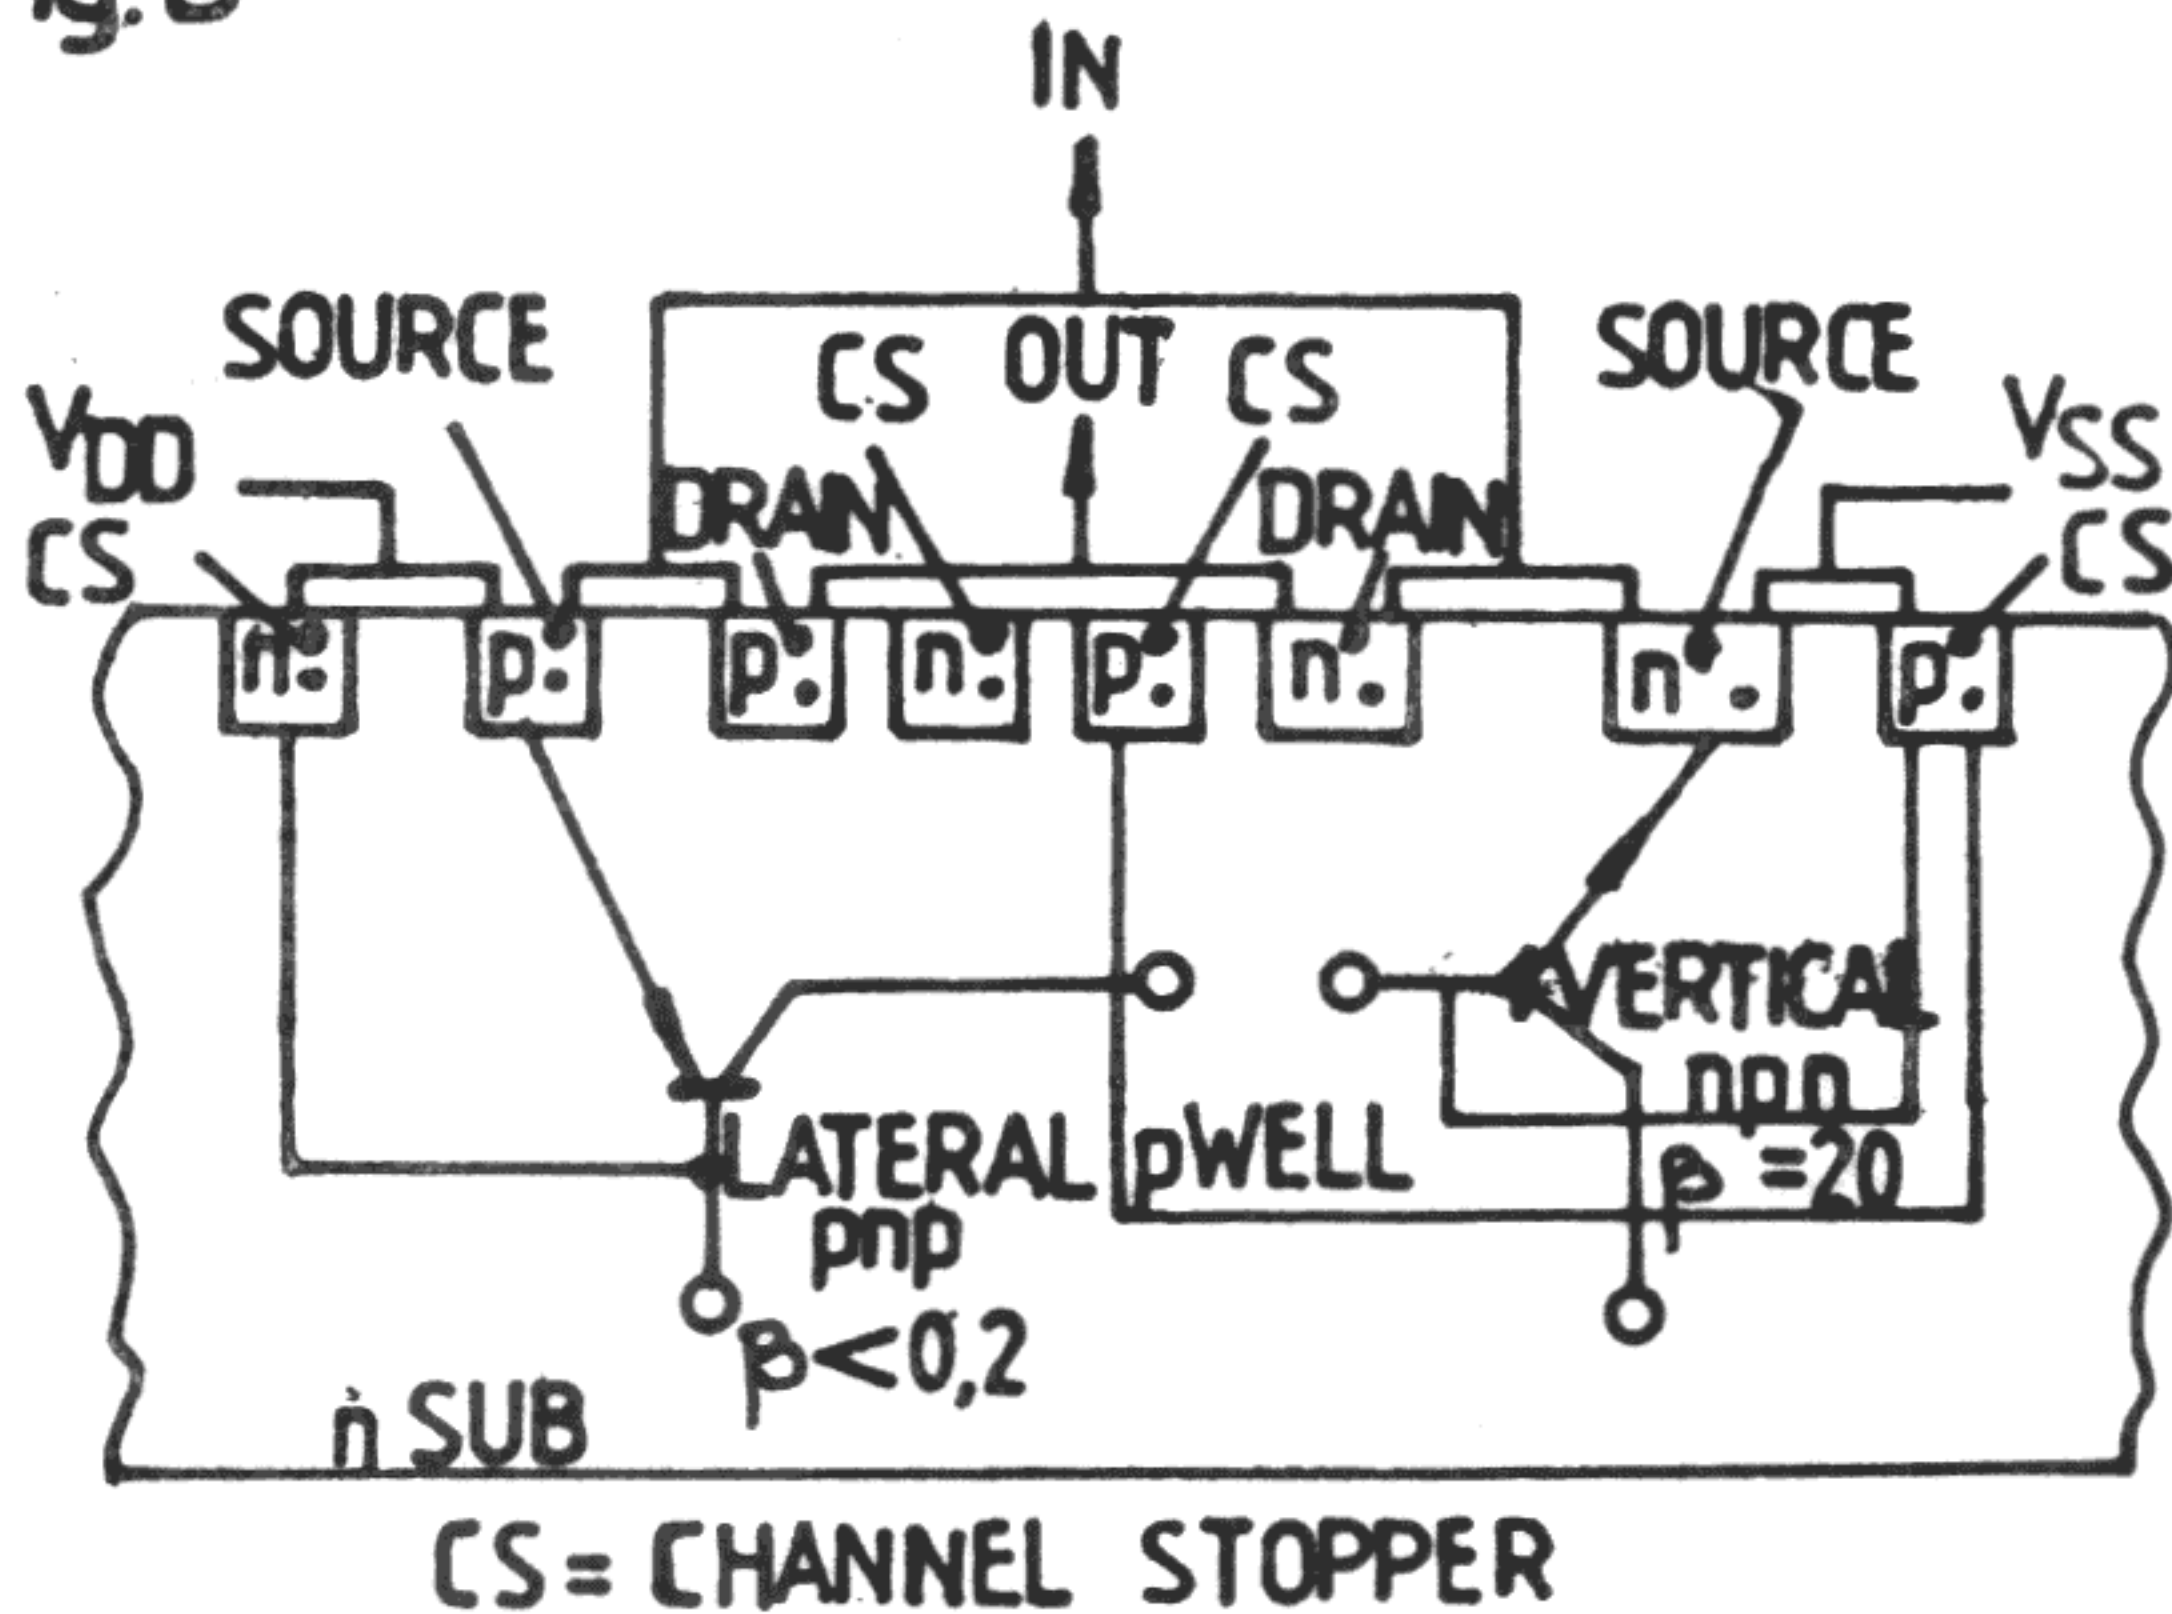 IN
SOURCE
CS OUT CS
SOURCE
VDD
VSS
DRAIN
DRAIN
CS
CS
n.
p.
p.
n.
p.
n.
n.
p.
VERTICAL
npn
β = 20
LATERAL
pnp
β < 0,2
pWELL
n SUB
CS = CHANNEL STOPPER